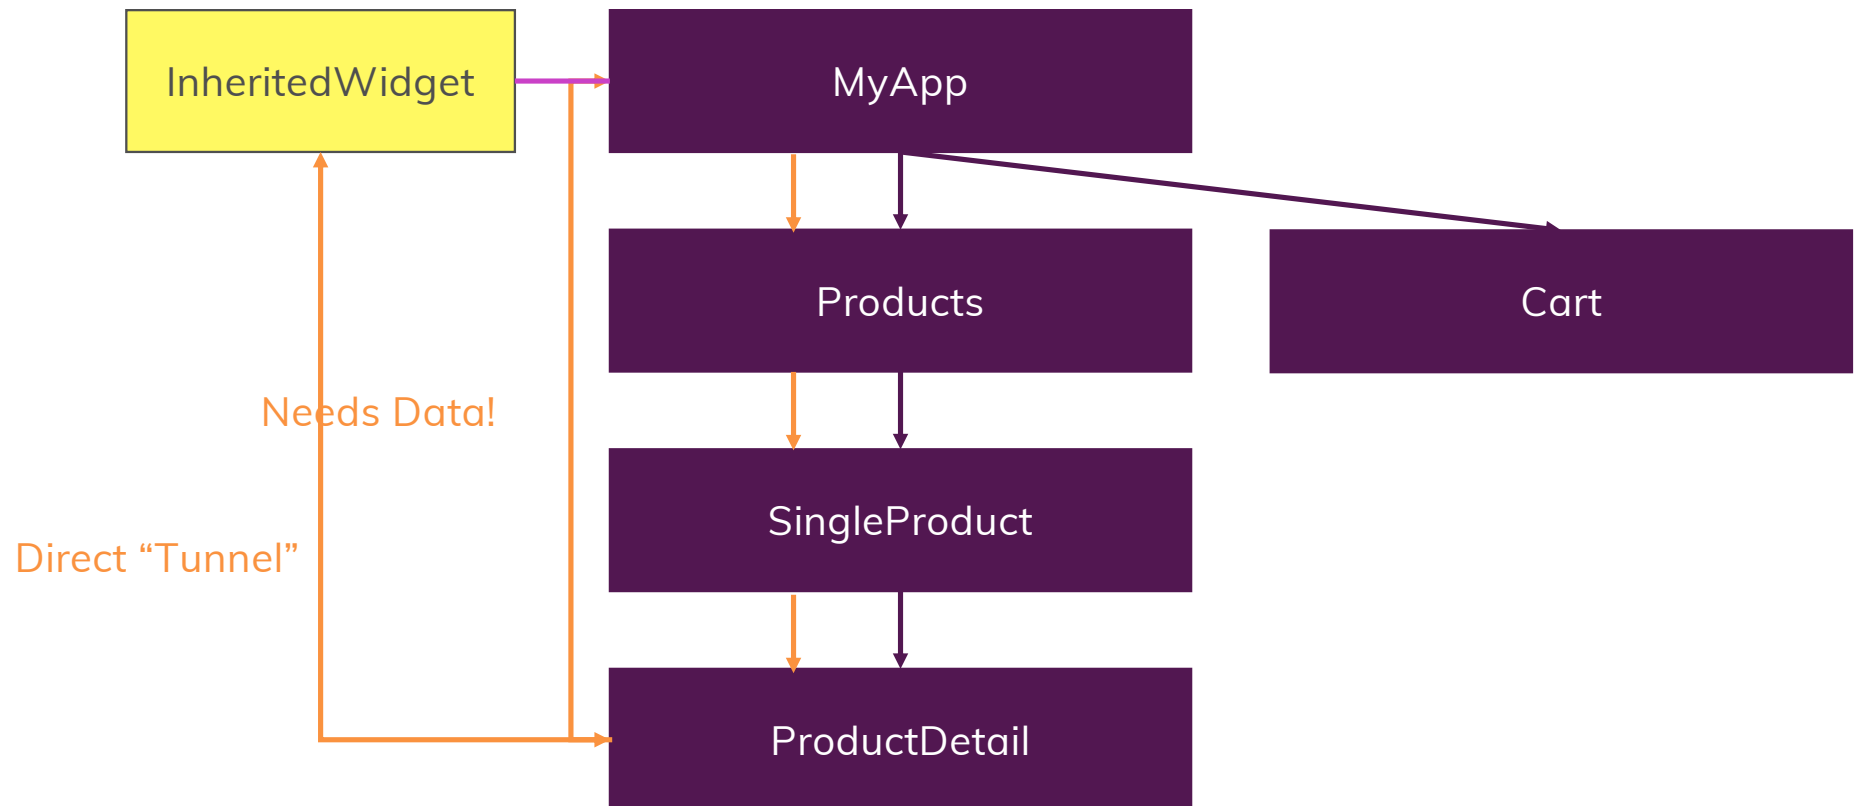 InheritedWidget
MyApp
Products
Cart
Needs Data!
SingleProduct
Direct “Tunnel”
ProductDetail